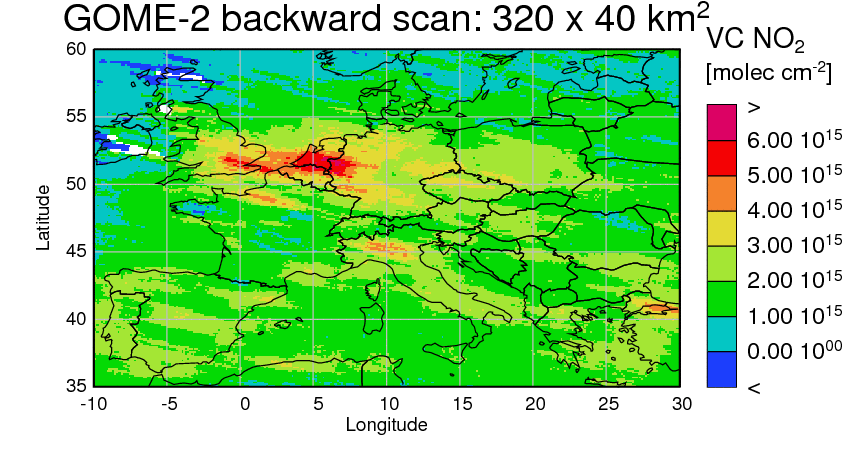 GOME-2 backward scan: 320 x 40 km²
VC NO₂
[molec cm⁻²]
>
6.00 10¹⁵
5.00 10¹⁵
4.00 10¹⁵
3.00 10¹⁵
2.00 10¹⁵
1.00 10¹⁵
0.00 10⁰⁰
<
Latitude
60
55
50
45
40
35
-10 -5 0 5 10 15 20 25 30
Longitude